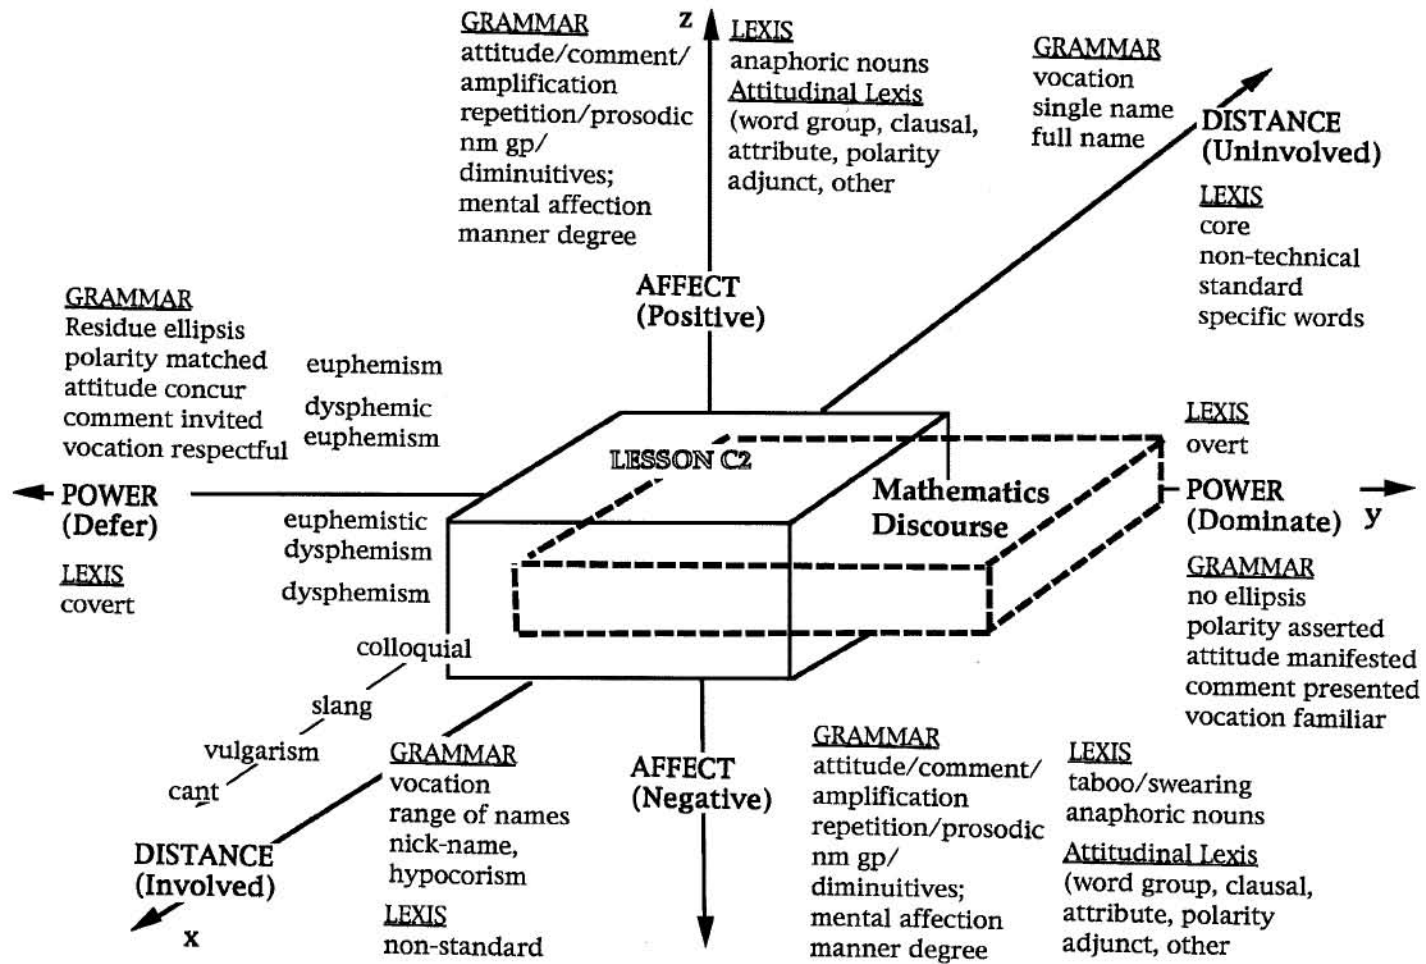 GRAMMAR
attitude/comment/
amplification
repetition/prosodic
nm gp/
diminuitives;
mental affection
manner degree
z
LEXIS
anaphoric nouns
Attitudinal Lexis
(word group, clausal,
attribute, polarity
adjunct, other
GRAMMAR
vocation
single name
full name
DISTANCE
(Uninvolved)
LEXIS
core
non-technical
standard
specific words
AFFECT
(Positive)
GRAMMAR
Residue ellipsis
polarity matched
attitude concur
comment invited
vocation respectful
euphemism
dysphemic
euphemism
LESSON C2
LEXIS
overt
POWER
(Defer)
Mathematics
Discourse
POWER
(Dominate)
y
euphemistic
dysphemism
dysphemism
LEXIS
covert
GRAMMAR
no ellipsis
polarity asserted
attitude manifested
comment presented
vocation familiar
colloquial
slang
vulgarism
cant
DISTANCE
(Involved)
x
GRAMMAR
vocation
range of names
nick-name,
hypocorism
LEXIS
non-standard
AFFECT
(Negative)
GRAMMAR
attitude/comment/
amplification
repetition/prosodic
nm gp/
diminuitives;
mental affection
manner degree
LEXIS
taboo/swearing
anaphoric nouns
Attitudinal Lexis
(word group, clausal,
attribute, polarity
adjunct, other